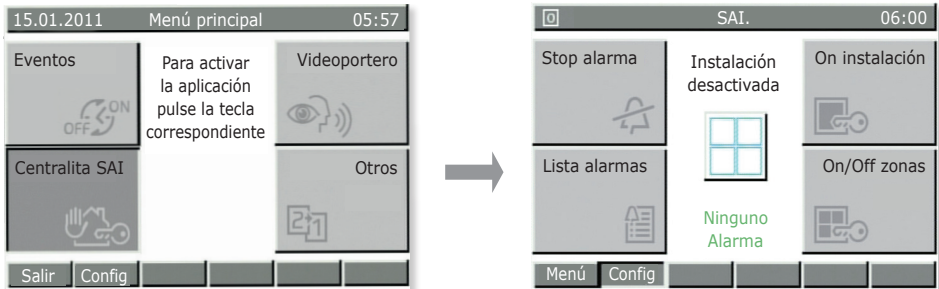 15.01.2011 Menú principal 05:57
Eventos
ON
OFF
Para activar
la aplicación
pulse la tecla
correspondiente
Videoportero
Centralita SAI
Otros
2 1
Salir Config
0 SAI. 06:00
Stop alarma
Instalación
desactivada
On instalación
Lista alarmas
On/Off zonas
Ninguno
Alarma
Menú Config